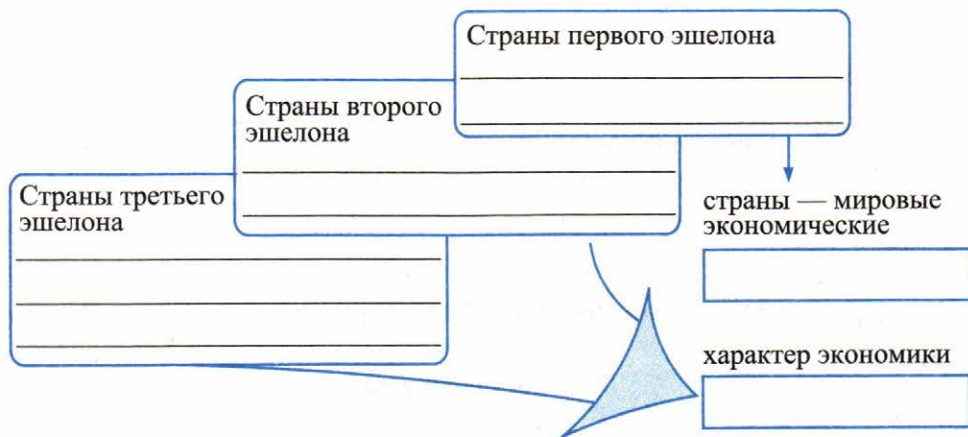 Страны первого эшелона
Страны второго
эшелона
Страны третьего
эшелона
страны — мировые
экономические
характер экономики